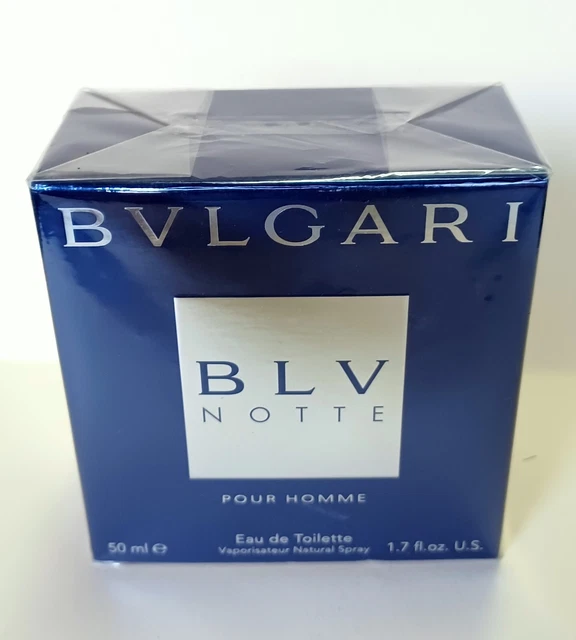 BVLGARI
BLV
NOTTE
POUR HOMME
Eau de Toilette
50 ml ℮ Vaporisateur Natural Spray 1.7 fl.oz. U.S.